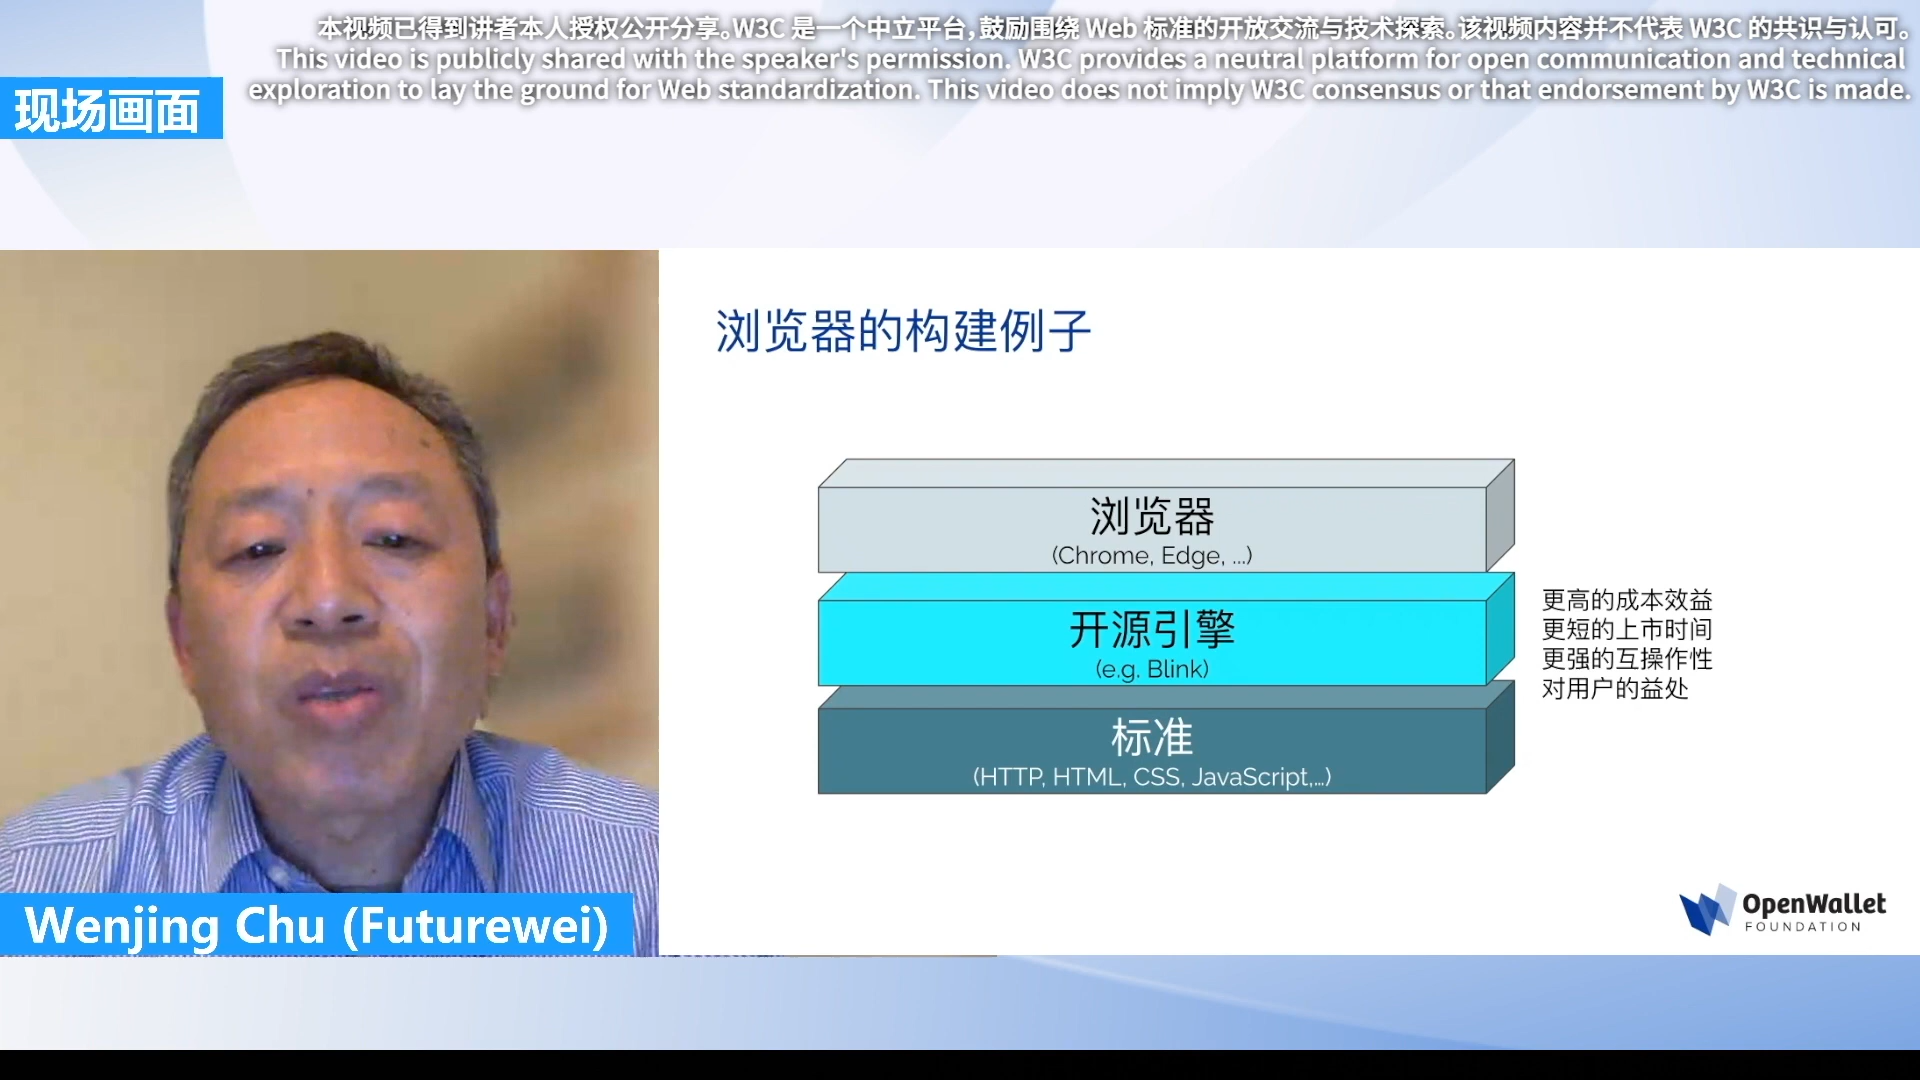 本视频已得到讲者本人授权公开分享。W3C 是一个中立平台，鼓励围绕 Web 标准的开放交流与技术探索。该视频内容并不代表 W3C 的共识与认可。
This video is publicly shared with the speaker's permission. W3C provides a neutral platform for open communication and technical
exploration to lay the ground for Web standardization. This video does not imply W3C consensus or that endorsement by W3C is made.
现场画面
浏览器的构建例子
浏览器
(Chrome, Edge, ...)
开源引擎
(e.g. Blink)
标准
(HTTP, HTML, CSS, JavaScript,...)
更高的成本效益
更短的上市时间
更强的互操作性
对用户的益处
Wenjing Chu (Futurewei)
OpenWallet
FOUNDATION